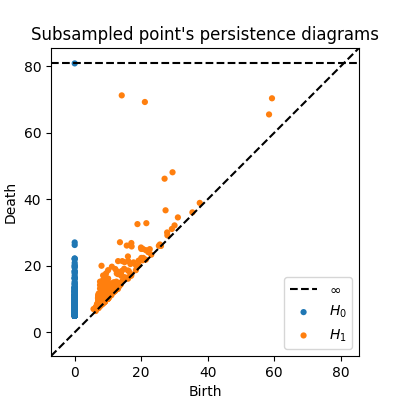 Subsampled point's persistence diagrams
Death
80
60
40
20
0
0 20 40 60 80
Birth
∞
H₀
H₁